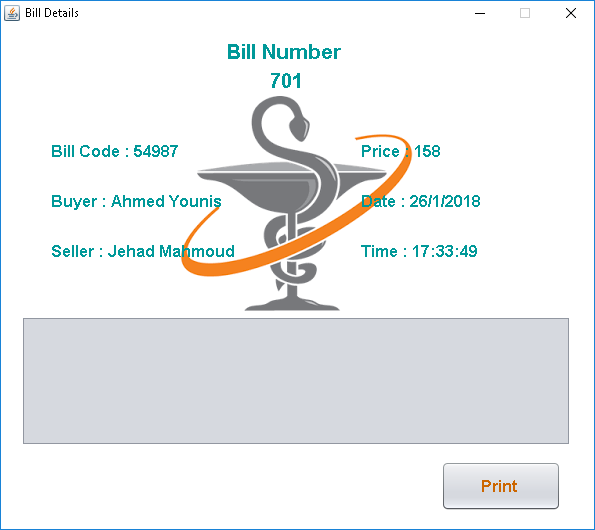 Bill Details
Bill Number
701
Bill Code : 54987
Price : 158
Buyer : Ahmed Younis
Date : 26/1/2018
Seller : Jehad Mahmoud
Time : 17:33:49
Print